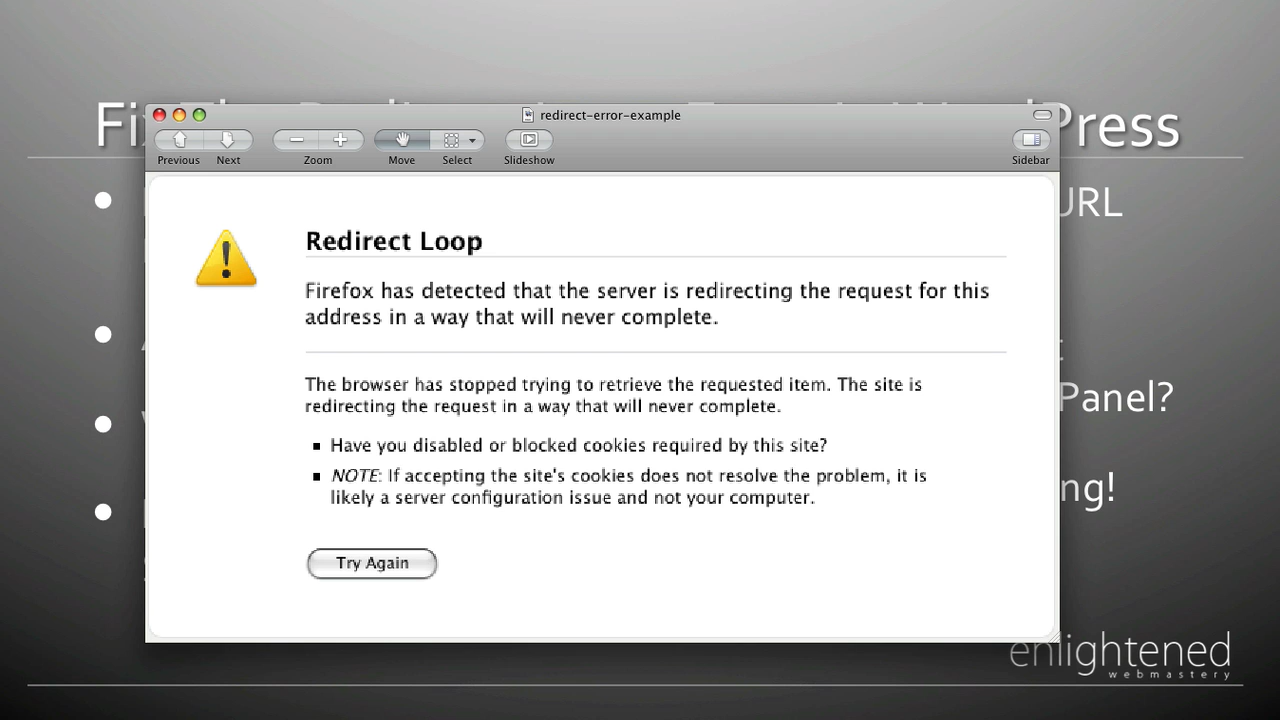 redirect-error-example
Previous Next Zoom Move Select Slideshow Sidebar
Press
URL
Redirect Loop
Firefox has detected that the server is redirecting the request for this
address in a way that will never complete.
The browser has stopped trying to retrieve the requested item. The site is
redirecting the request in a way that will never complete.
Panel?
Have you disabled or blocked cookies required by this site?
NOTE: If accepting the site's cookies does not resolve the problem, it is
likely a server configuration issue and not your computer.
Try Again
enlightened
webmastery